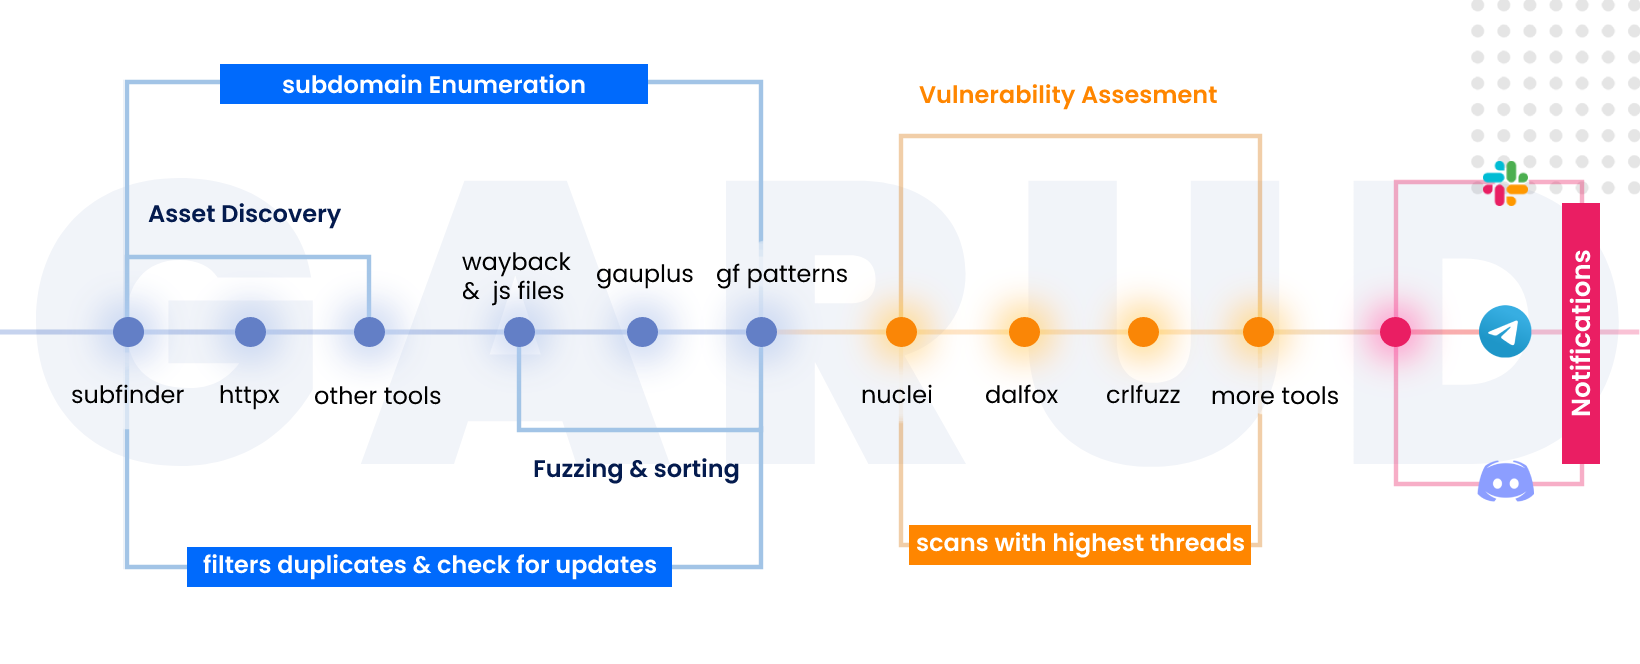 subdomain Enumeration
Vulnerability Assesment
Asset Discovery
wayback
& js files
gauplus
gf patterns
GARUD
subfinder
httpx
other tools
nuclei
dalfox
crlfuzz
more tools
Notifications
Fuzzing & sorting
scans with highest threads
filters duplicates & check for updates